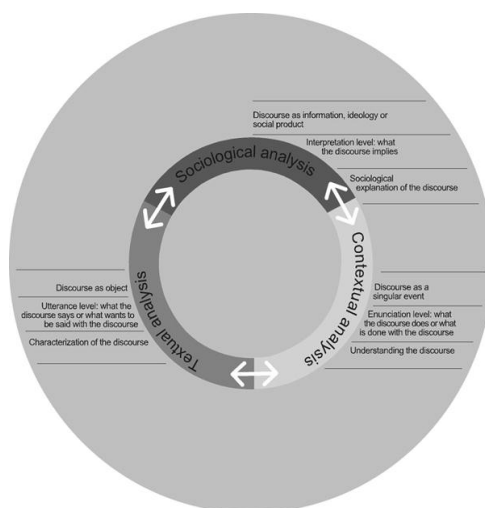 Discourse as information, ideology or
social product
Interpretation level: what
the discourse implies
Sociological
explanation of the discourse
Sociological analysis
Contextual analysis
Textual analysis
Discourse as object
Utterance level: what the
discourse says or what wants to
be said with the discourse
Characterization of the discourse
Discourse as a
singular event
Enunciation level: what
the discourse does or what
is done with the discourse
Understanding the discourse